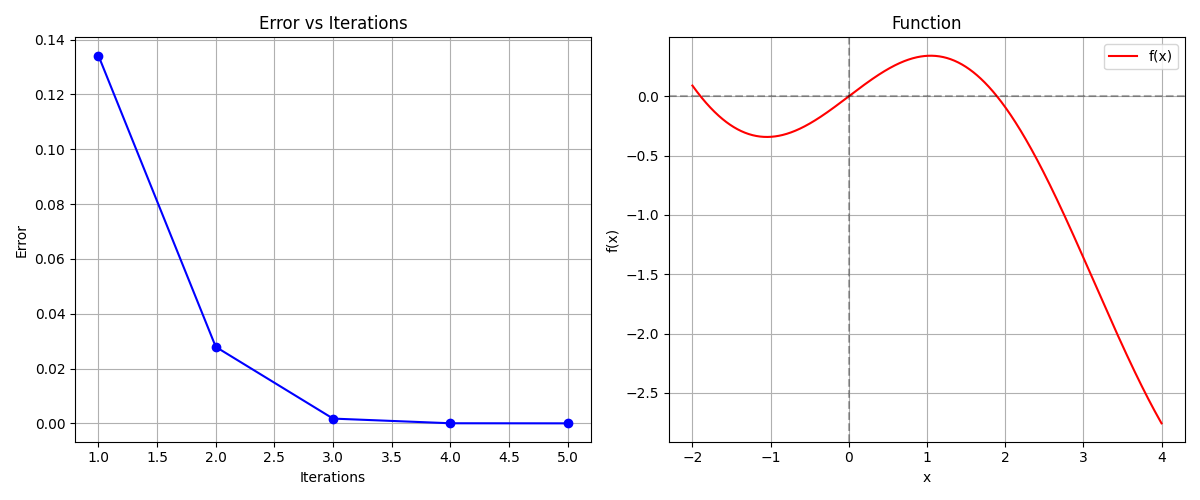 Error vs Iterations
0.14
0.12
0.10
0.08
0.06
0.04
0.02
0.00
Error
1.0 1.5 2.0 2.5 3.0 3.5 4.0 4.5 5.0
Iterations
Function
f(x)
0.0
−0.5
−1.0
−1.5
−2.0
−2.5
f(x)
−2 −1 0 1 2 3 4
x